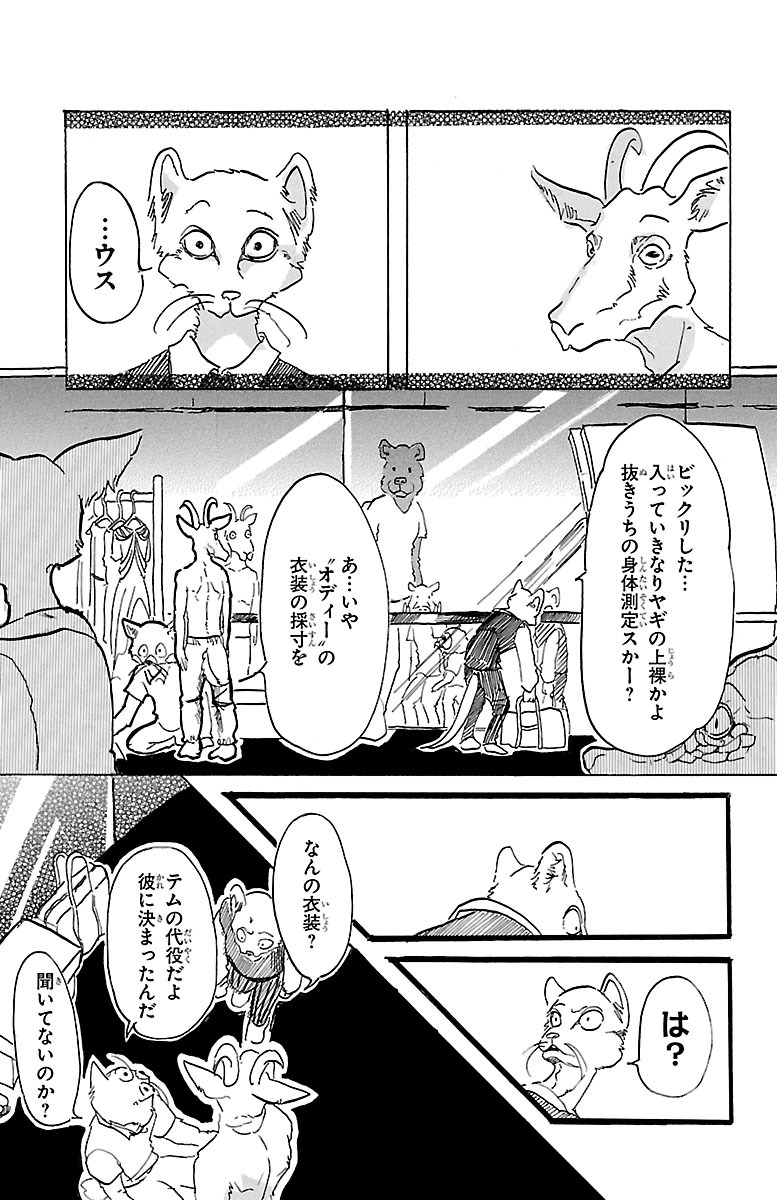 …ウス
ビックリした…
入っていきなりヤギの上裸かよ
抜きうちの身体測定スかー?
あ…いや
〝オディー〟の
衣装の採寸を
は?
なんの衣装?
テムの代役だよ
彼に決まったんだ
聞いてないのか?